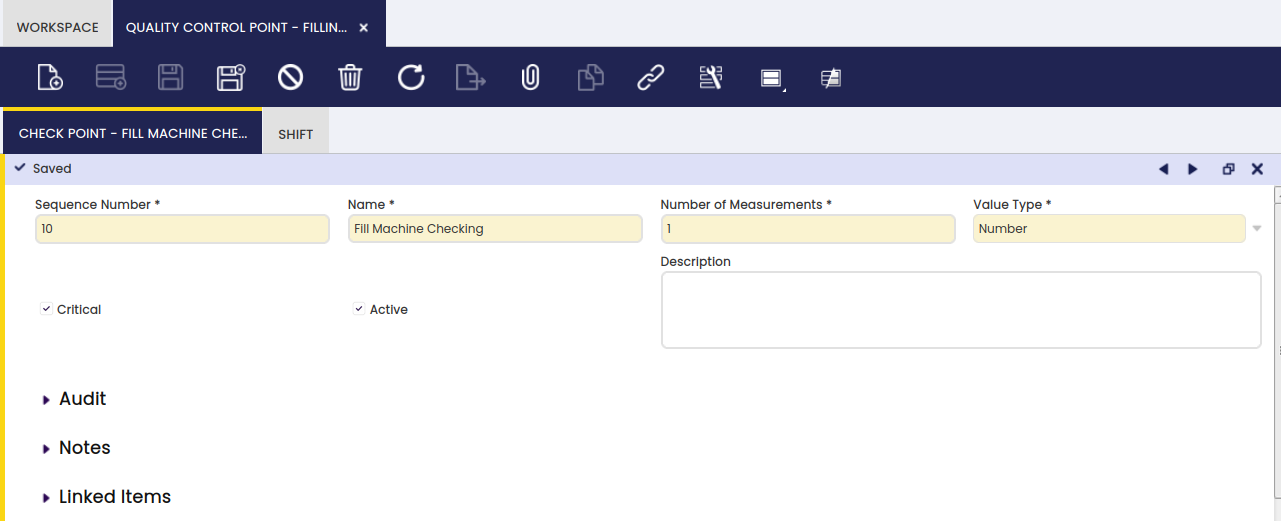 WORKSPACE
QUALITY CONTROL POINT - FILLIN...
CHECK POINT - FILL MACHINE CHE...
SHIFT
Saved
Sequence Number *
Name *
Number of Measurements *
Value Type *
10
Fill Machine Checking
1
Number
Description
Critical
Active
Audit
Notes
Linked Items